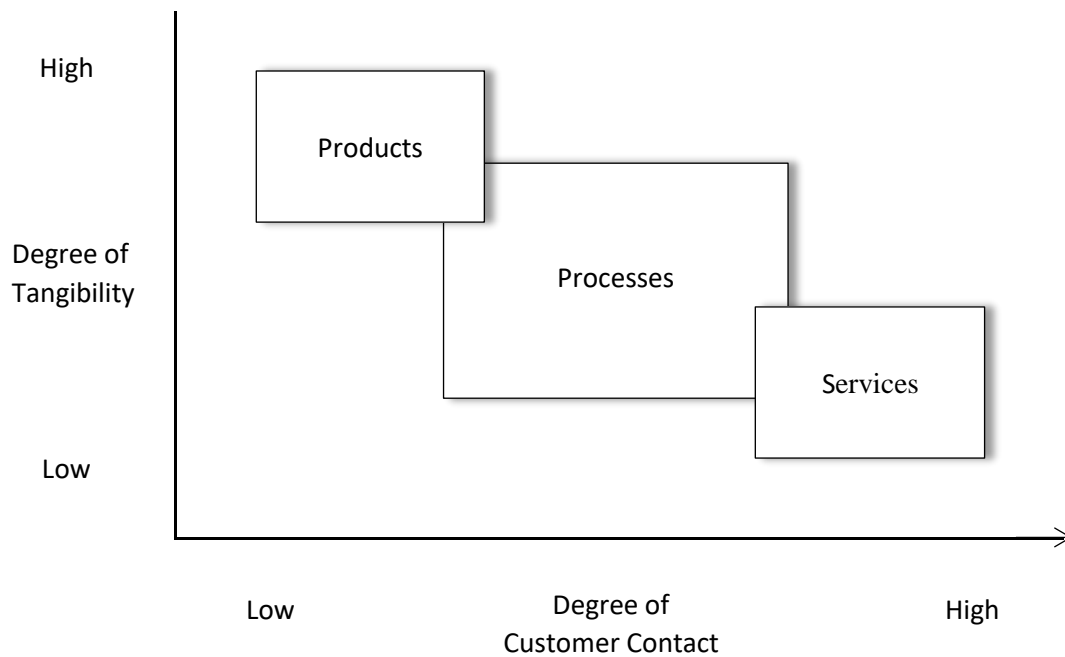 High
Products
Degree of
Tangibility
Processes
Services
Low
Low
Degree of
Customer Contact
High